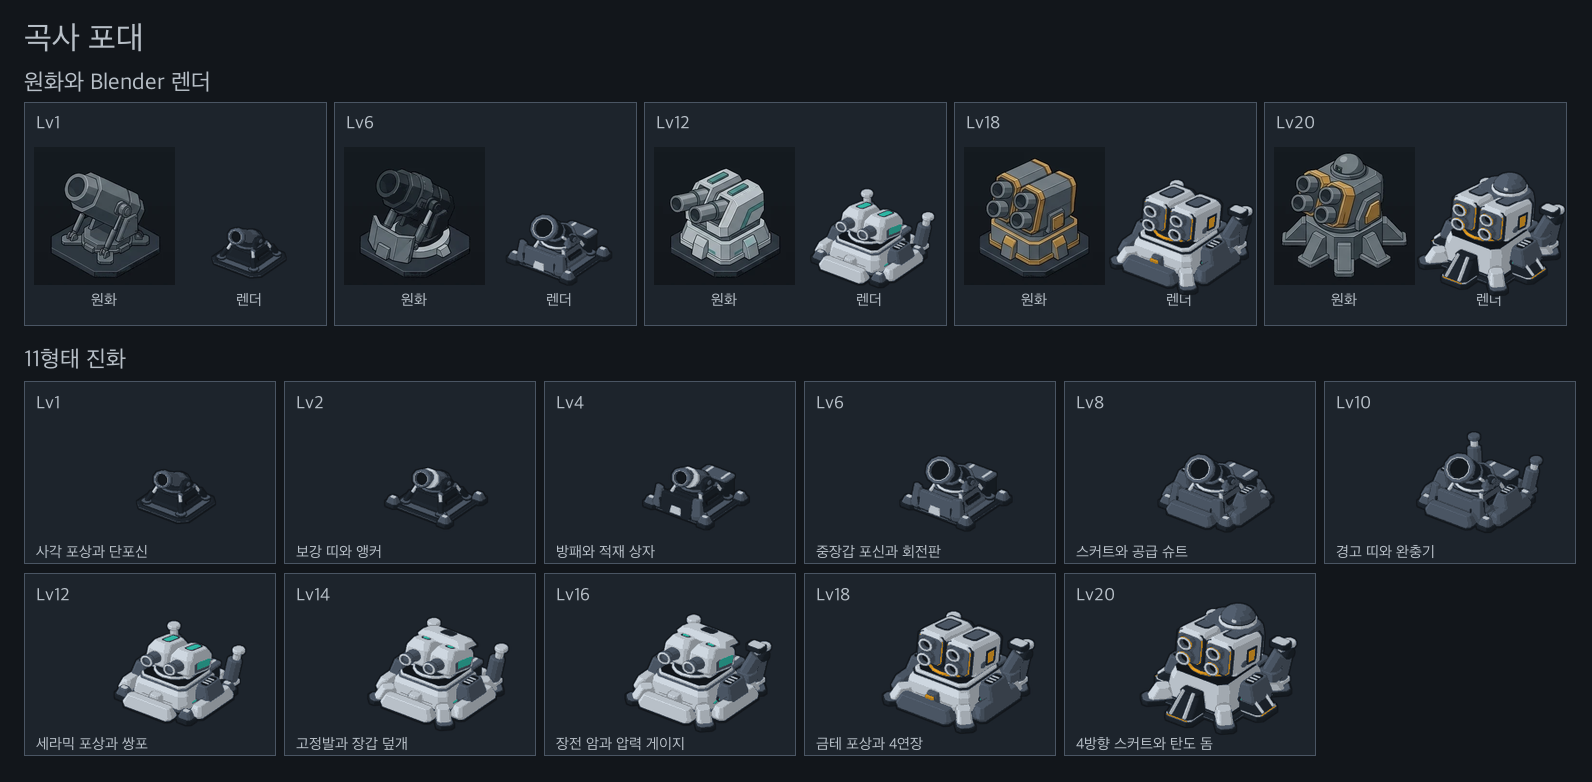 곡사 포대
원화와 Blender 렌더
Lv1
Lv6
Lv12
Lv18
Lv20
원화
렌더
원화
렌더
원화
렌더
원화
렌더
원화
렌더
11형태 진화
Lv1
Lv2
Lv4
Lv6
Lv8
Lv10
사각 포상과 단포신
보강 띠와 앵커
방패와 적재 상자
중장갑 포신과 회전판
스커트와 공급 슈트
경고 띠와 완충기
Lv12
Lv14
Lv16
Lv18
Lv20
세라믹 포상과 쌍포
고정발과 장갑 덮개
장전 암과 압력 게이지
금테 포상과 4연장
4방향 스커트와 탄도 돔